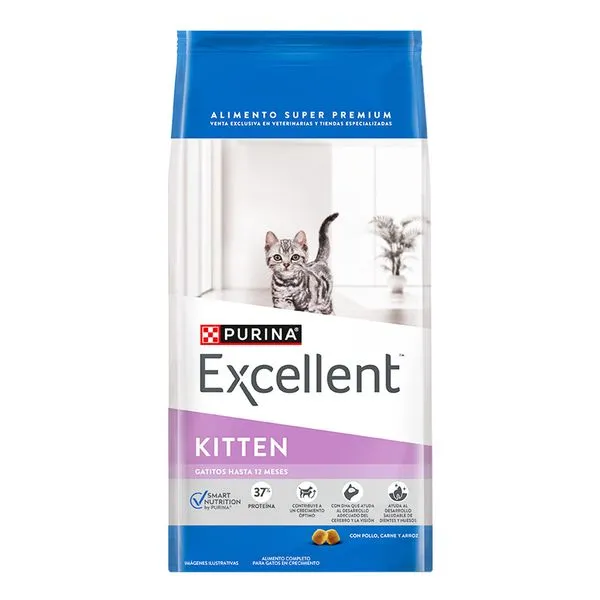 ALIMENTO SUPER PREMIUM
VENTA EXCLUSIVA EN VETERINARIAS Y TIENDAS ESPECIALIZADAS
PURINA®
Excellent™
KITTEN
GATITOS HASTA 12 MESES
SMART
NUTRITION
by PURINA®
37%
PROTEÍNA
CONTRIBUYE A
UN CRECIMIENTO
ÓPTIMO
CON DHA QUE AYUDA
AL DESARROLLO
ADECUADO DEL
CEREBRO Y LA VISIÓN
AYUDA AL
DESARROLLO
SALUDABLE DE
DIENTES Y HUESOS
CON POLLO, CARNE Y ARROZ
IMÁGENES ILUSTRATIVAS
ALIMENTO COMPLETO
PARA GATOS EN CRECIMIENTO